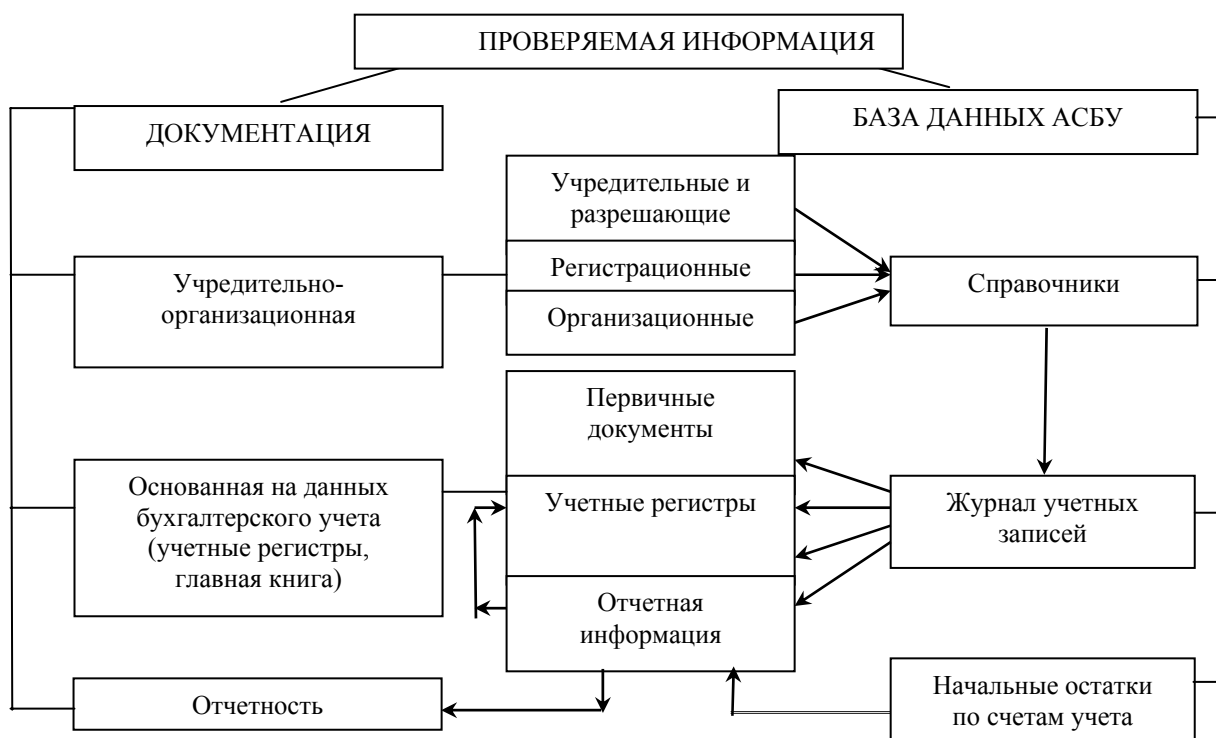 ПРОВЕРЯЕМАЯ ИНФОРМАЦИЯ
ДОКУМЕНТАЦИЯ
БАЗА ДАННЫХ АСБУ
Учредительные и
разрешающие
Учредительно-
организационная
Регистрационные
Организационные
Справочники
Первичные
документы
Основанная на данных
бухгалтерского учета
(учетные регистры,
главная книга)
Учетные регистры
Журнал учетных
записей
Отчетная
информация
Отчетность
Начальные остатки
по счетам учета